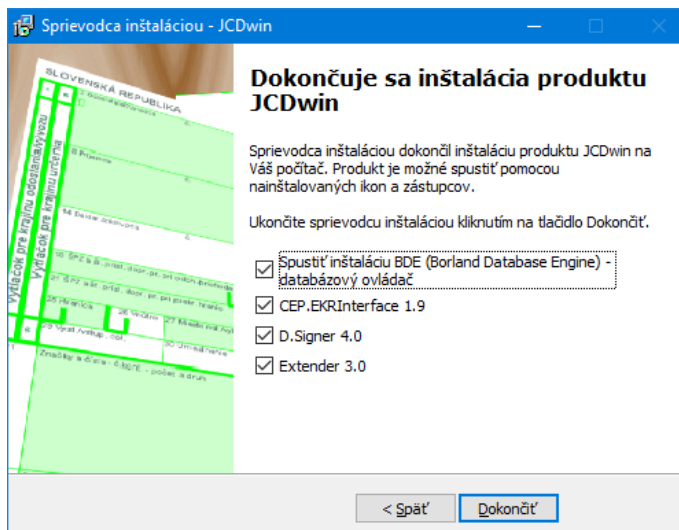 Sprievodca inštaláciou - JCDwin
SLOVENSKÁ REPUBLIKA
Výtlačok pre krajinu odoslania/vývozu
Výtlačok pre krajinu určenia
Dokončuje sa inštalácia produktu
JCDwin
Sprievodca inštaláciou dokončil inštaláciu produktu JCDwin na
Váš počítač. Produkt je možné spustiť pomocou
nainštalovaných ikon a zástupcov.
Ukončite sprievodcu inštaláciou kliknutím na tlačidlo Dokončiť.
Spustiť inštaláciu BDE (Borland Database Engine) -
databázový ovládač
CEP.EKRInterface 1.9
D.Signer 4.0
Extender 3.0
< Späť
Dokončiť